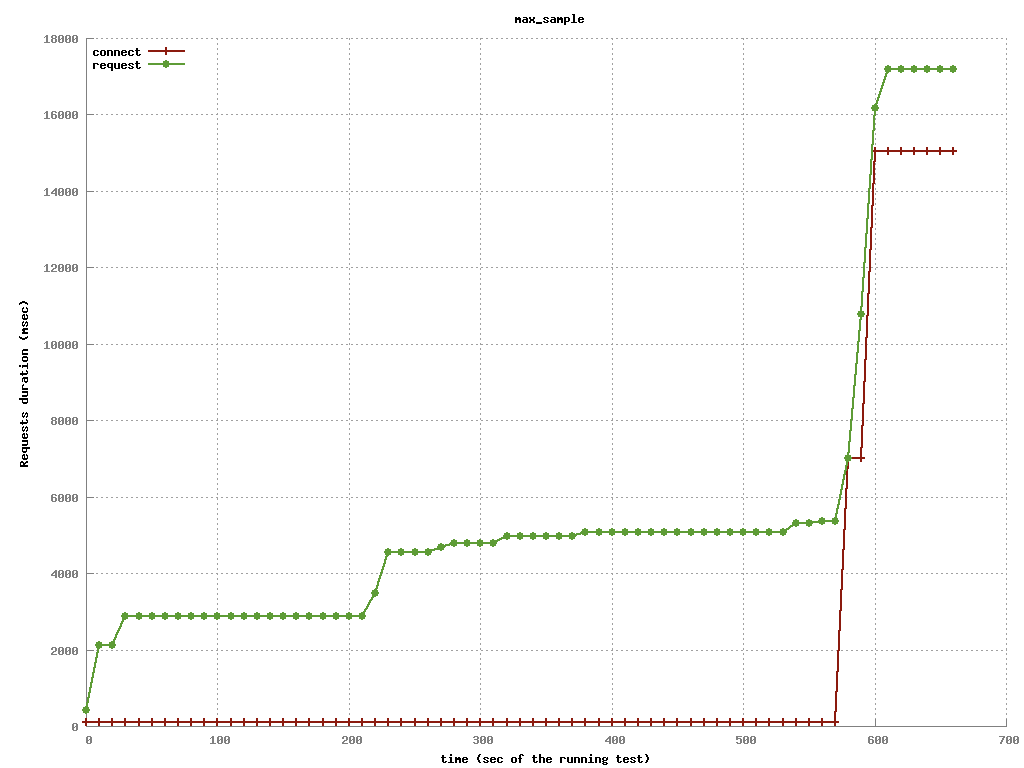 max_sample
18000
16000
14000
12000
10000
8000
6000
4000
2000
0
connect
request
Requests duration (msec)
0 100 200 300 400 500 600 700
time (sec of the running test)